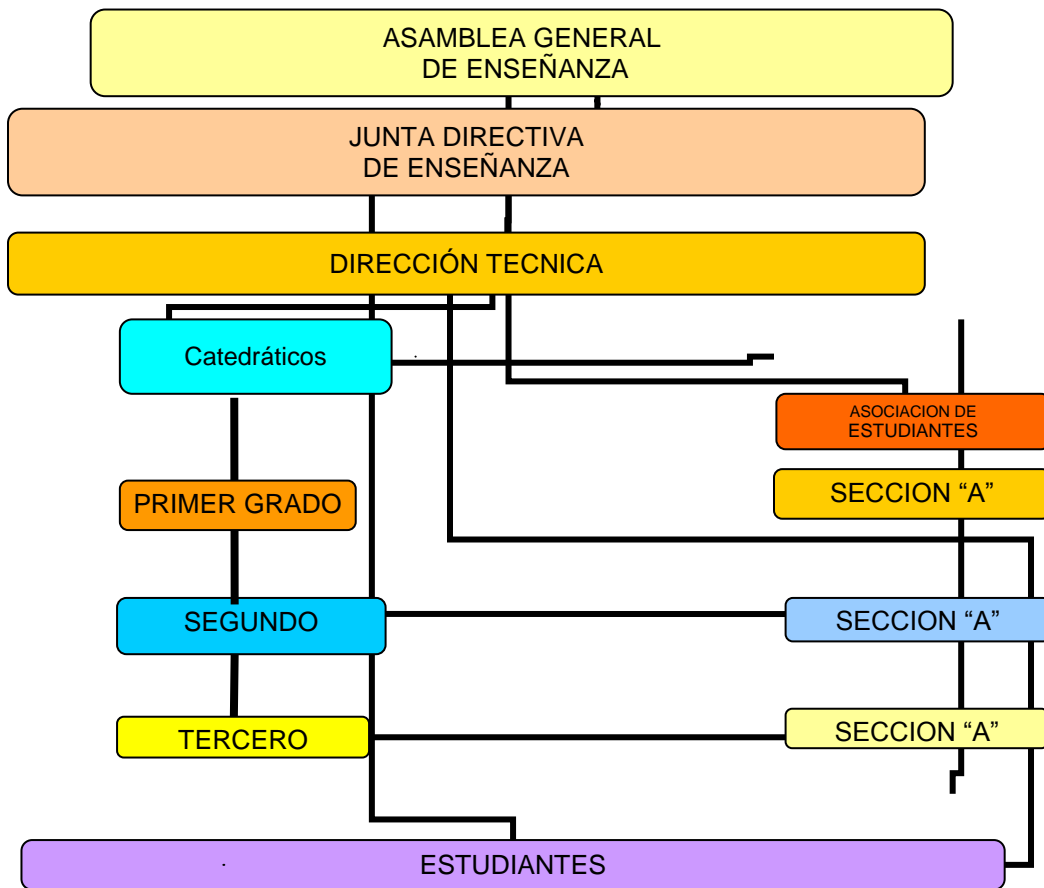 ASAMBLEA GENERAL
DE ENSEÑANZA
JUNTA DIRECTIVA
DE ENSEÑANZA
DIRECCIÓN TECNICA
Catedráticos
ASOCIACION DE
ESTUDIANTES
PRIMER GRADO
SECCION “A”
SEGUNDO
SECCION “A”
TERCERO
SECCION “A”
ESTUDIANTES